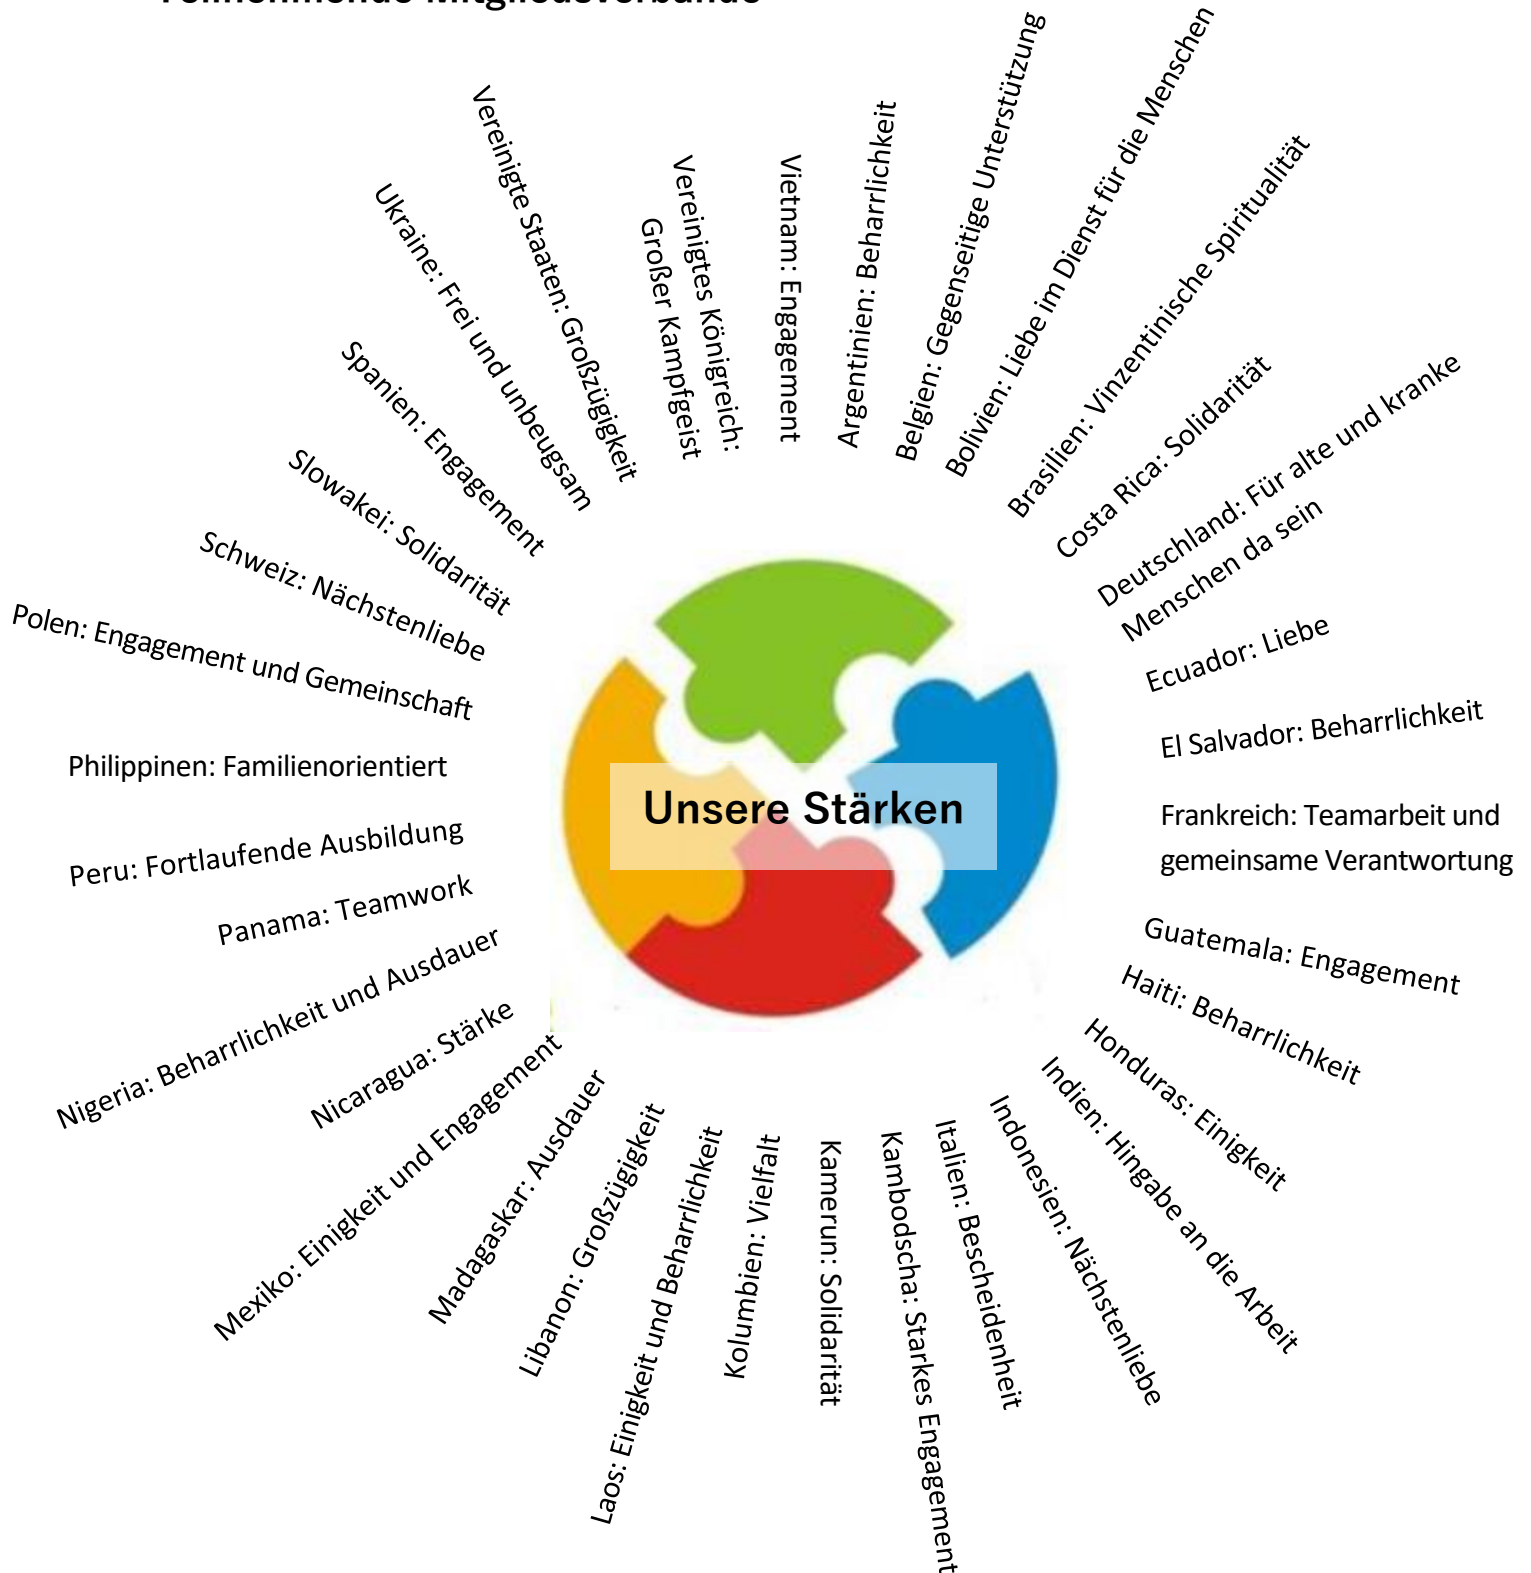 Teilnehmende Mitgliedsverbände
Argentinien: Beharrlichkeit
Belgien: Gegenseitige Unterstützung
Bolivien: Liebe im Dienst für die Menschen
Brasilien: Vinzentinische Spiritualität
Costa Rica: Solidarität
Deutschland: Für alte und kranke
Menschen da sein
Ecuador: Liebe
El Salvador: Beharrlichkeit
Frankreich: Teamarbeit und
gemeinsame Verantwortung
Guatemala: Engagement
Haiti: Beharrlichkeit
Honduras: Einigkeit
Indien: Hingabe an die Arbeit
Indonesien: Nächstenliebe
Italien: Bescheidenheit
Kambodscha: Starkes Engagement
Kamerun: Solidarität
Kolumbien: Vielfalt
Laos: Einigkeit und Beharrlichkeit
Libanon: Großzügigkeit
Madagaskar: Ausdauer
Mexiko: Einigkeit und Engagement
Nicaragua: Stärke
Nigeria: Beharrlichkeit und Ausdauer
Panama: Teamwork
Peru: Fortlaufende Ausbildung
Philippinen: Familienorientiert
Polen: Engagement und Gemeinschaft
Schweiz: Nächstenliebe
Slowakei: Solidarität
Spanien: Engagement
Ukraine: Frei und unbeugsam
Vereinigte Staaten: Großzügigkeit
Vereinigtes Königreich:
Großer Kampfgeist
Vietnam: Engagement
Unsere Stärken